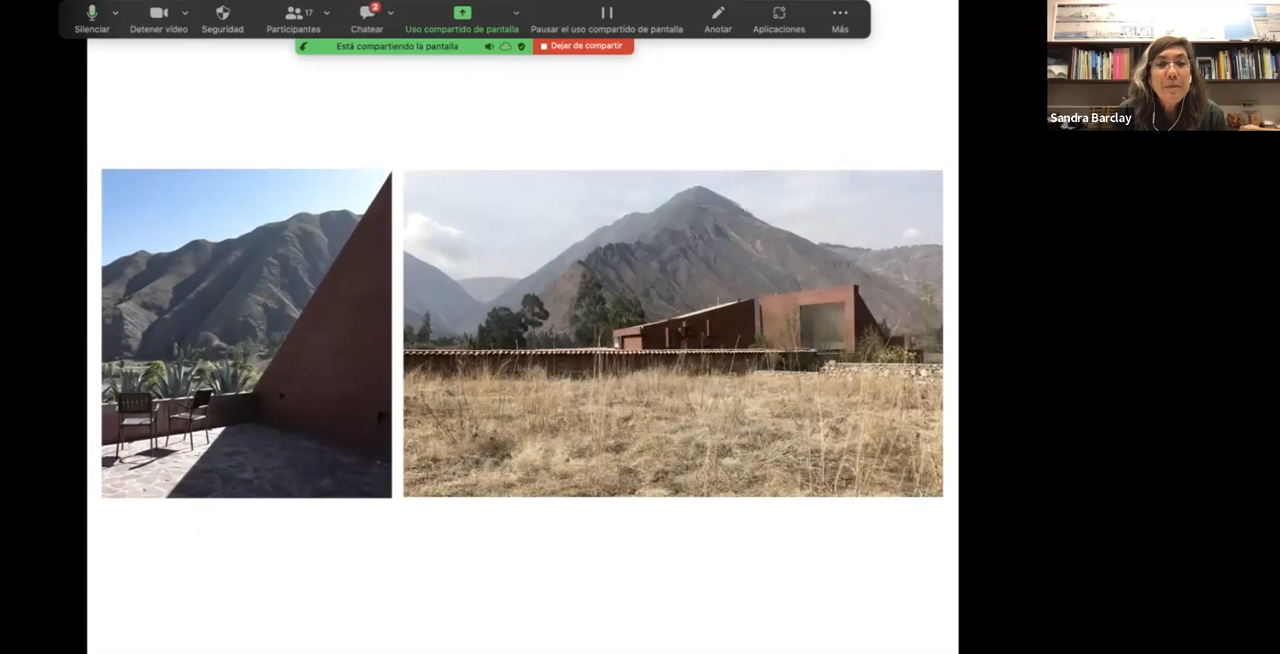 Silenciar
Detener vídeo
Seguridad
17
Participantes
2
Chatear
Uso compartido de pantalla
Pausar el uso compartido de pantalla
Anotar
Aplicaciones
Más
Está compartiendo la pantalla
Dejar de compartir
Sandra Barclay